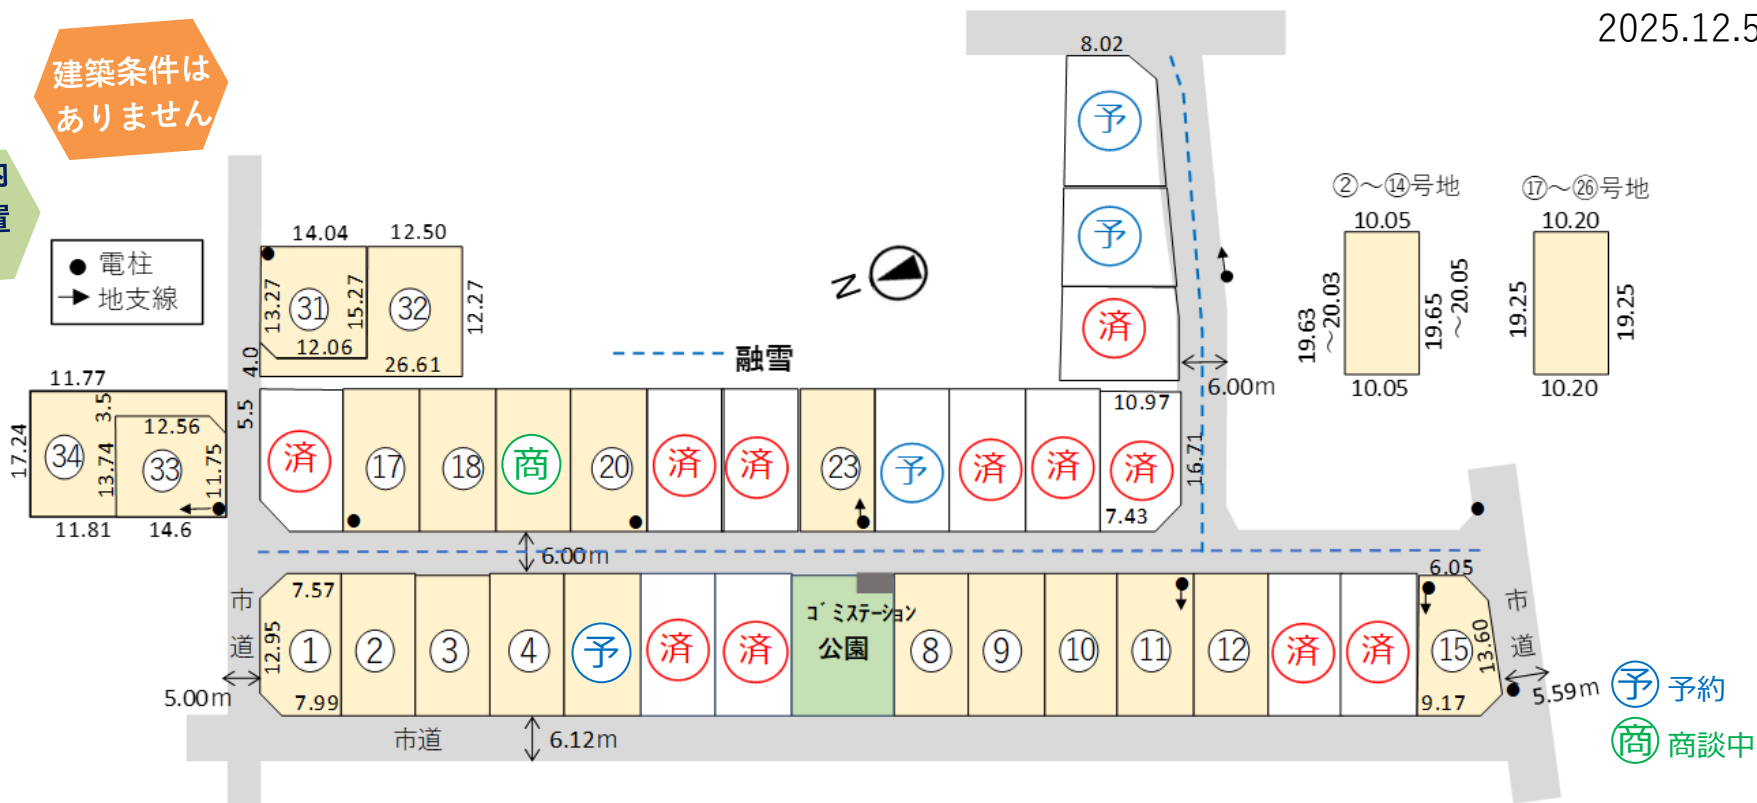 2025.12.5
建築条件は
ありません
内
置
電柱
地支線
8.02
予
予
済
②～⑭号地
10.05
19.63
～20.03
19.65
～20.05
10.05
⑰～㉖号地
10.20
19.25
19.25
10.20
14.04
12.50
13.27
㉛
15.27
㉜
12.27
12.06
26.61
4.0
N
融雪
6.00m
11.77
3.5
17.24
㉞
12.56
13.74
㉝
11.75
11.81
14.6
5.5
済
⑰
⑱
商
⑳
済
済
㉓
予
済
済
10.97
済
7.43
16.71
6.00m
市
道
7.57
12.95
①
7.99
②
③
④
予
済
済
ｺﾞﾐｽﾃｰｼｮﾝ
公園
⑧
⑨
⑩
⑪
⑫
済
済
6.05
⑮
13.60
9.17
市
道
5.00m
市道
6.12m
5.59m
予 予約
商 商談中